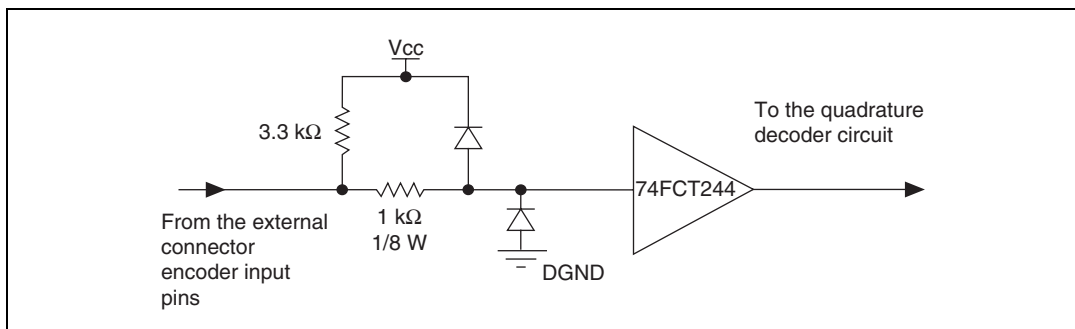 Vcc
To the quadrature
decoder circuit
3.3 kΩ
74FCT244
1 kΩ
1/8 W
From the external
connector
encoder input
pins
DGND